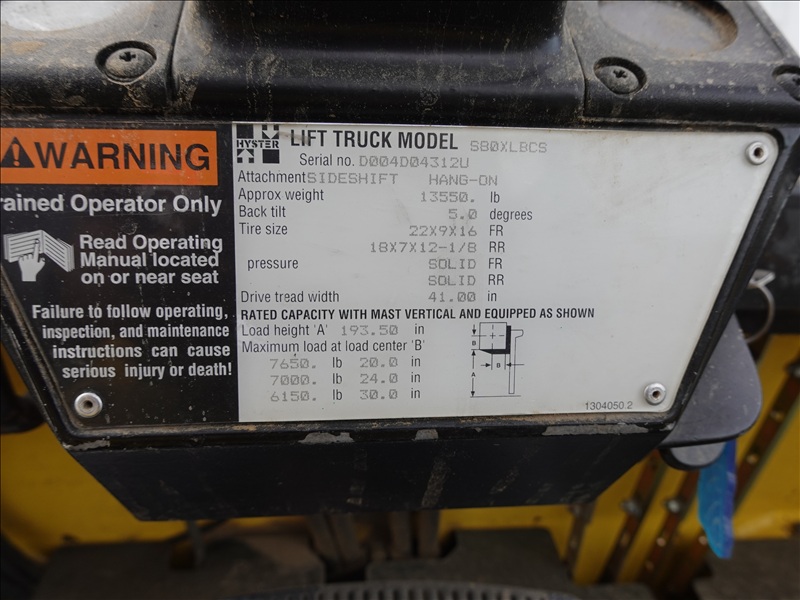 WARNING
rained Operator Only
Read Operating
Manual located
on or near seat
Failure to follow operating,
inspection, and maintenance
instructions can cause
serious injury or death!
HYSTER
LIFT TRUCK MODEL S80XLBCS
Serial no. D004D04312U
Attachment SIDESHIFT HANG-ON
Approx weight 13550. lb
Back tilt 5.0 degrees
Tire size 22X9X16 FR
18X7X12-1/8 RR
pressure SOLID FR
SOLID RR
Drive tread width 41.00 in
RATED CAPACITY WITH MAST VERTICAL AND EQUIPPED AS SHOWN
Load height 'A' 193.50 in
Maximum load at load center 'B'
7650. lb 20.0 in
7000. lb 24.0 in
6150. lb 30.0 in
B
A
B
1304050 2